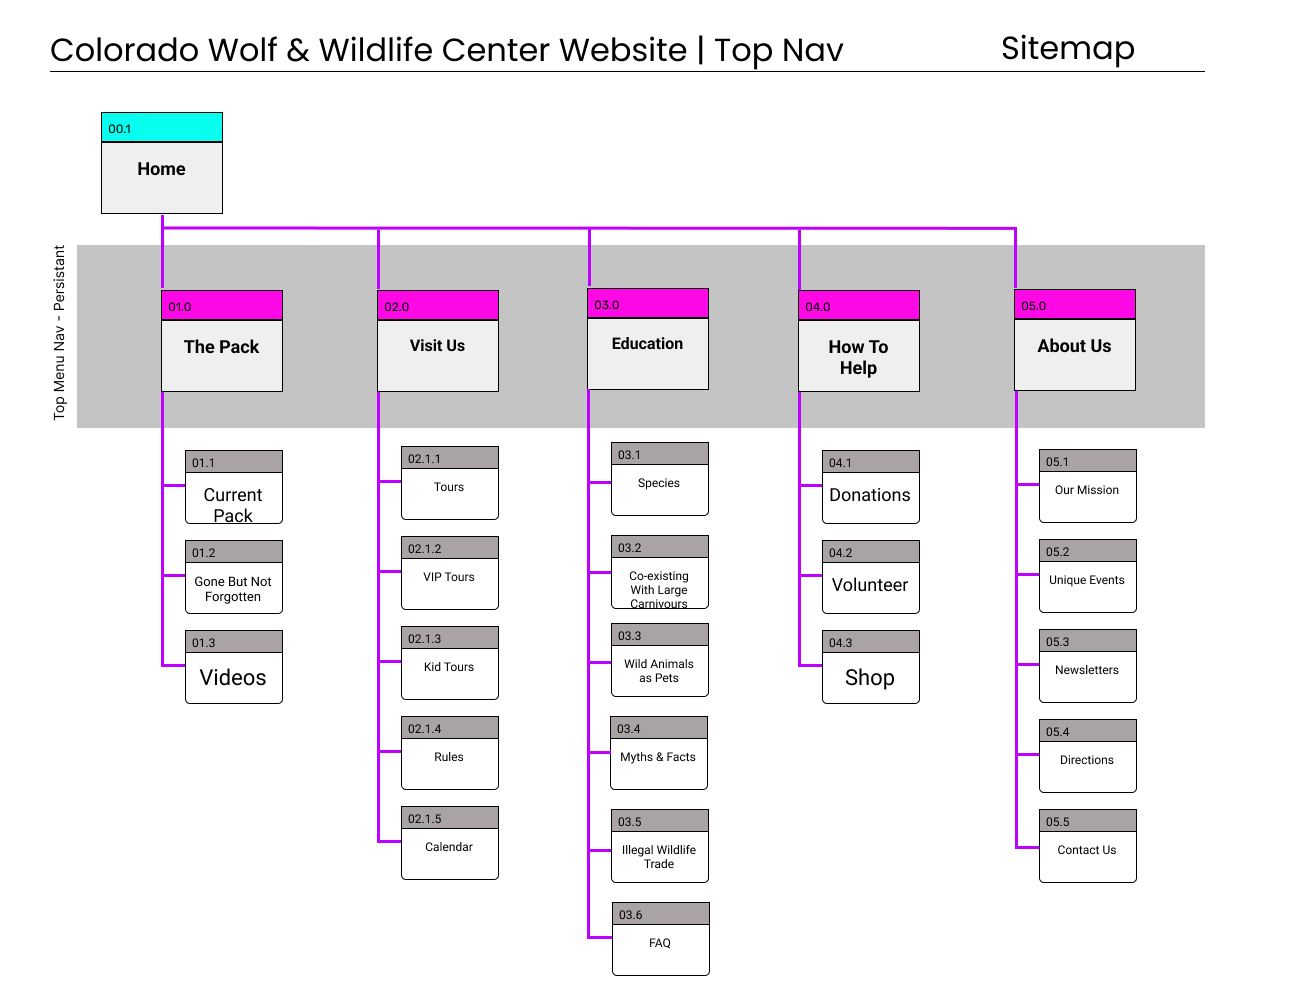 Colorado Wolf & Wildlife Center Website | Top Nav
Sitemap
00.1
Home
Top Menu Nav - Persistant
01.0
The Pack
02.0
Visit Us
03.0
Education
04.0
How To
Help
05.0
About Us
01.1
Current
Pack
01.2
Gone But Not
Forgotten
01.3
Videos
02.1.1
Tours
02.1.2
VIP Tours
02.1.3
Kid Tours
02.1.4
Rules
02.1.5
Calendar
03.1
Species
03.2
Co-existing
With Large
Carnivours
03.3
Wild Animals
as Pets
03.4
Myths & Facts
03.5
Illegal Wildlife
Trade
03.6
FAQ
04.1
Donations
04.2
Volunteer
04.3
Shop
05.1
Our Mission
05.2
Unique Events
05.3
Newsletters
05.4
Directions
05.5
Contact Us